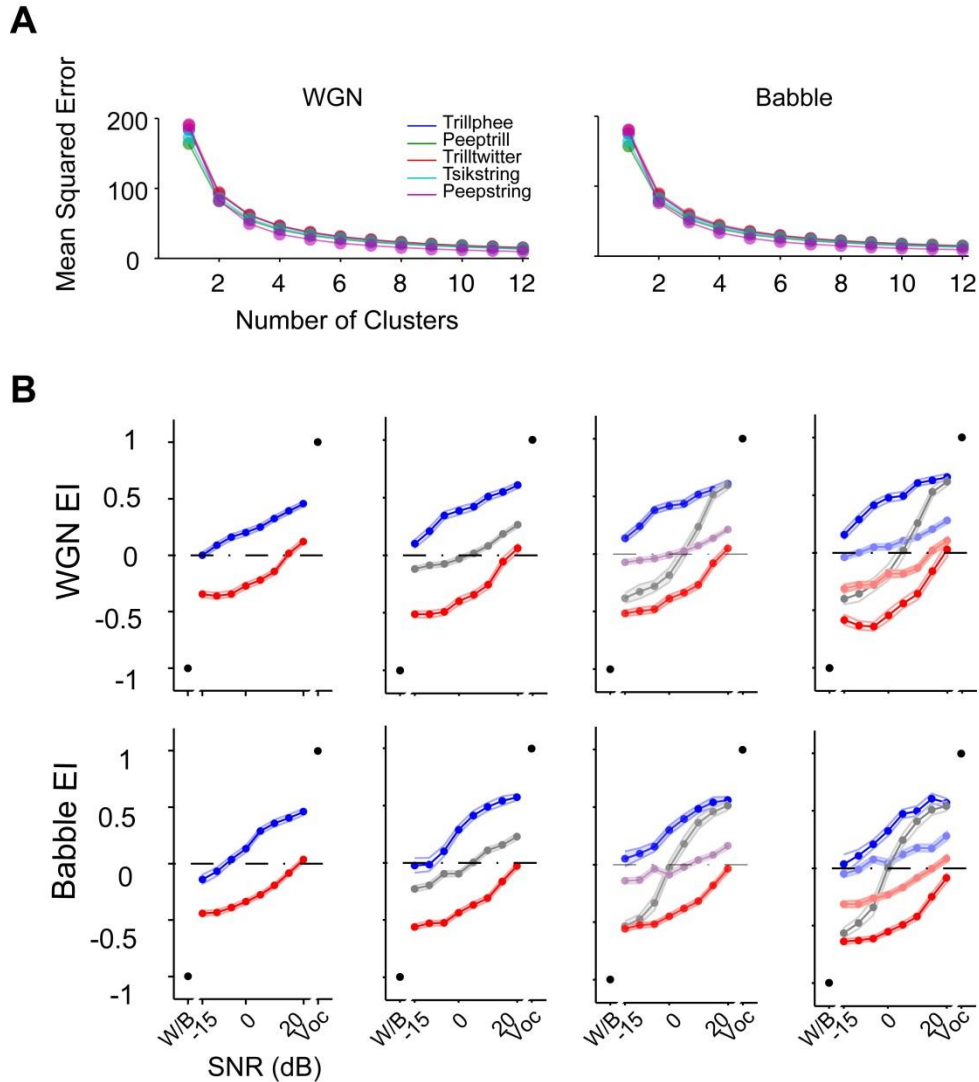 A
WGN
Babble
Mean Squared Error
200
100
0
Trillphee
Peeptrill
Trilltwitter
Tsikstring
Peepstring
2 4 6 8 10 12
2 4 6 8 10 12
Number of Clusters
B
WGN EI
1
0.5
0
-0.5
-1
Babble EI
1
0.5
0
-0.5
-1
W/B -15 0 20 Voc
W/B -15 0 20 Voc
W/B -15 0 20 Voc
W/B -15 0 20 Voc
SNR (dB)